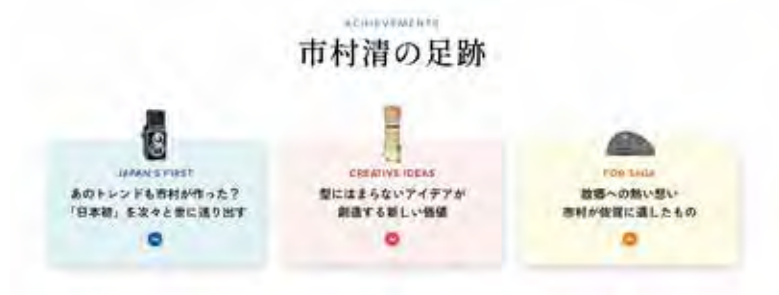 ACHIEVEMENTS
市村清の足跡
JAPAN'S FIRST
あのトレンドも市村が作った？
「日本初」を次々と世に送り出す
CREATIVE IDEAS
型にはまらないアイデアが
創造する新しい価値
FOR SAGA
故郷への熱い想い
市村が佐賀に遺したもの